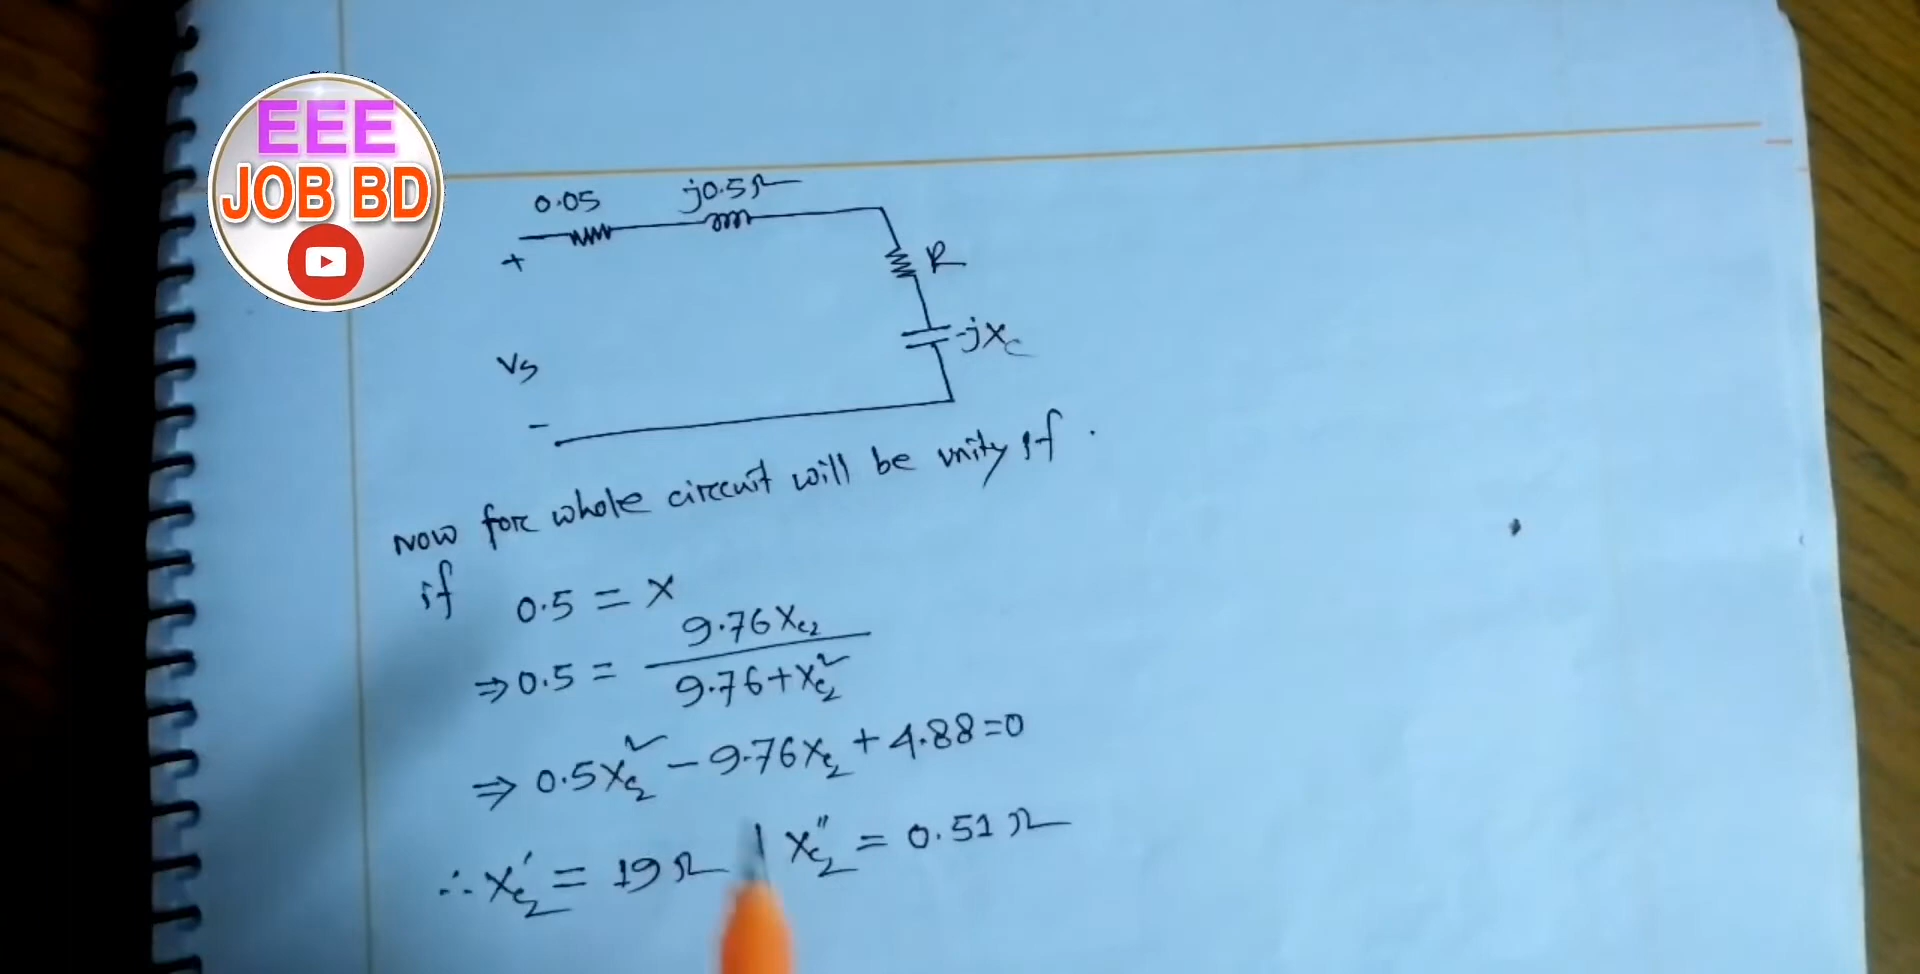 EEE
JOB BD
0.05 j0.5Ω
+
R
-jXc
Vs
-
Now for whole circuit will be unity if.
if 0.5 = X
⇒ 0.5 = 9.76Xc₂ / 9.76+Xc₂²
⇒ 0.5Xc₂² - 9.76Xc₂ + 4.88=0
∴ Xc₂' = 19Ω | Xc₂'' = 0.51Ω